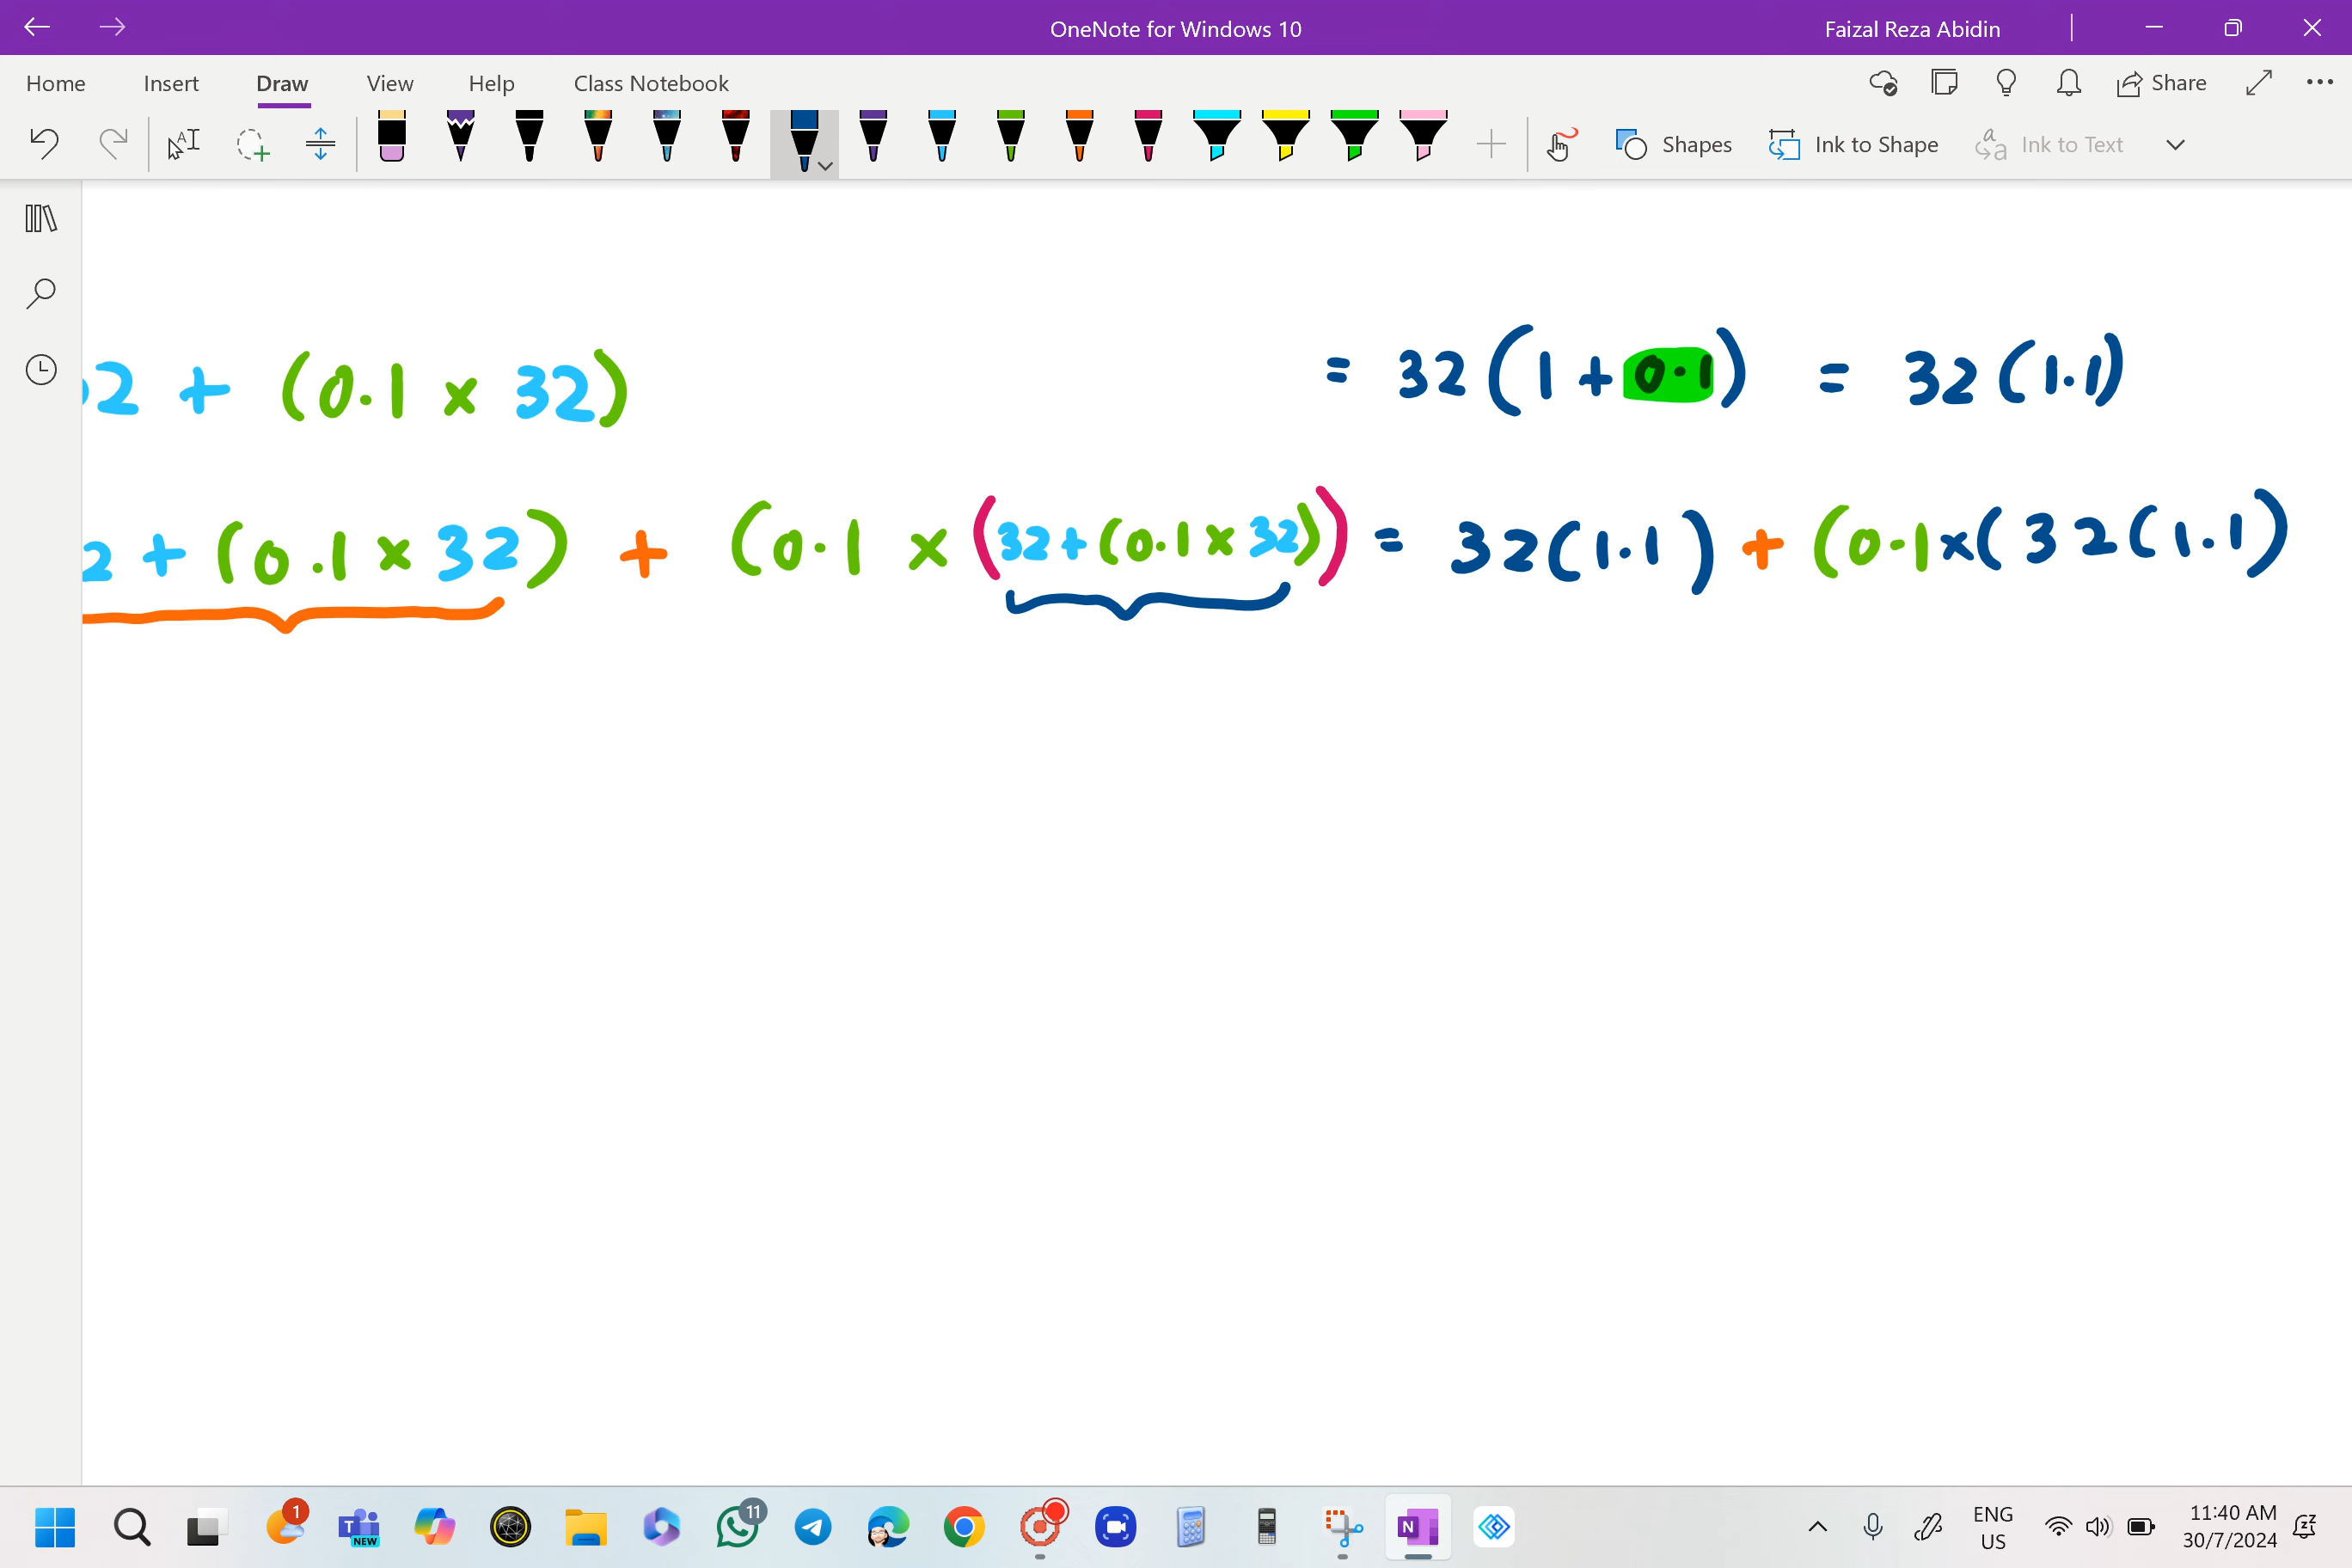 OneNote for Windows 10 Faizal Reza Abidin
Home Insert Draw View Help Class Notebook Share
Shapes Ink to Shape Ink to Text
2 + (0.1 x 32) = 32 (1 + 0.1) = 32 (1.1)
2 + (0.1 x 32) + (0.1 x (32 + (0.1 x 32)) = 32 (1.1) + (0.1 x (32 (1.1)
1 T NEW 11 N ENG 11:40 AM
US 30/7/2024